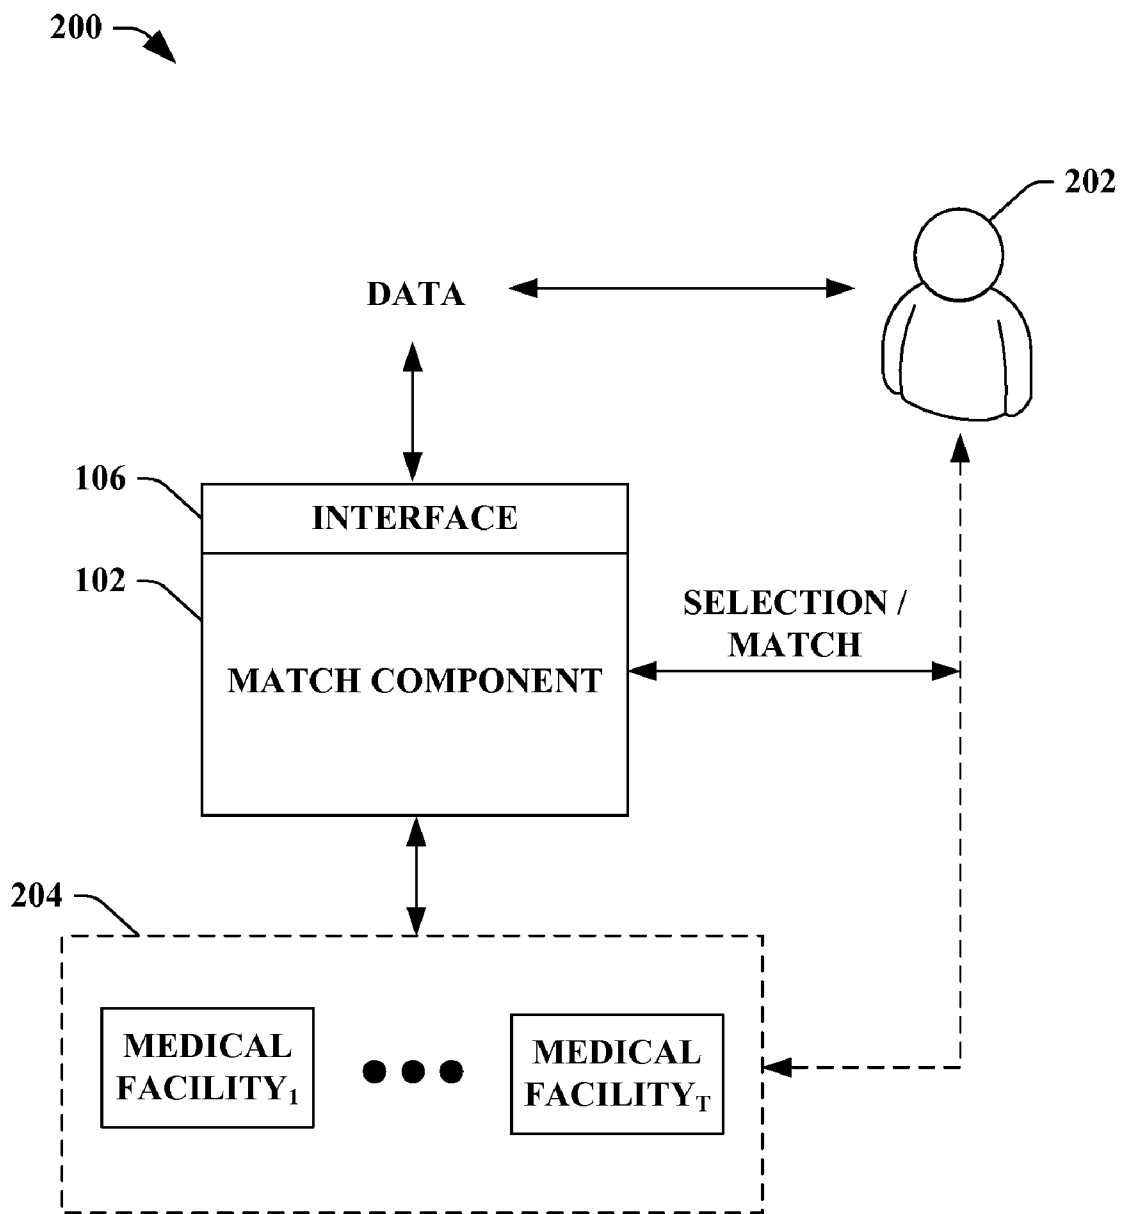 200
202
DATA
106
INTERFACE
102
SELECTION /
MATCH
MATCH COMPONENT
204
MEDICAL
FACILITY1
MEDICAL
FACILITYT